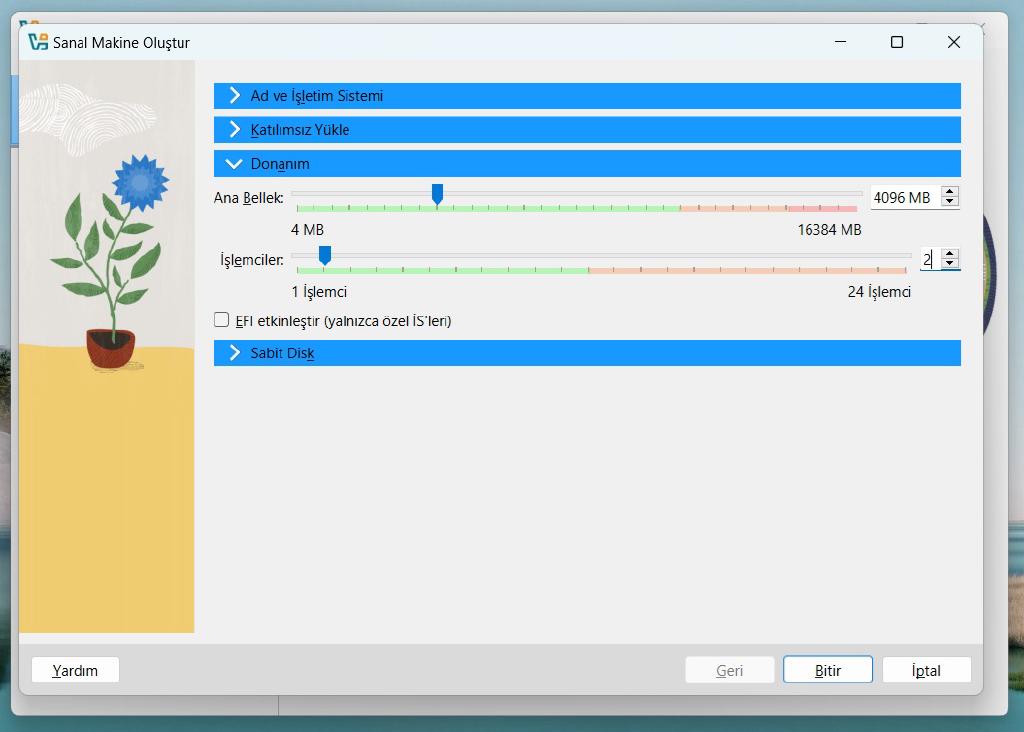 Sanal Makine Oluştur
Ad ve İşletim Sistemi
Katılımsız Yükle
Donanım
Ana Bellek: 4096 MB
4 MB 16384 MB
İşlemciler: 2
1 İşlemci 24 İşlemci
EFI etkinleştir (yalnızca özel İS'leri)
Sabit Disk
Yardım Geri Bitir İptal